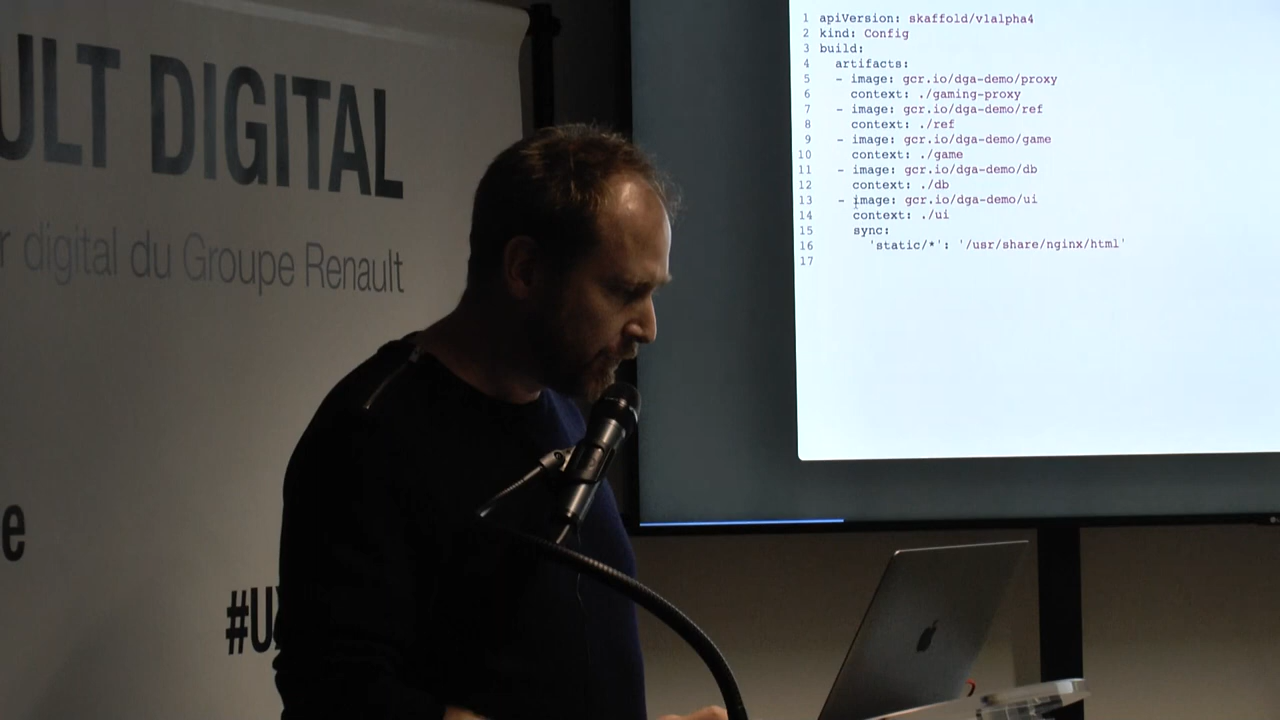 ULT DIGITAL
r digital du Groupe Renault
e
#UX
1 apiVersion: skaffold/v1alpha4
2 kind: Config
3 build:
4 artifacts:
5 - image: gcr.io/dga-demo/proxy
6 context: ./gaming-proxy
7 - image: gcr.io/dga-demo/ref
8 context: ./ref
9 - image: gcr.io/dga-demo/game
10 context: ./game
11 - image: gcr.io/dga-demo/db
12 context: ./db
13 - image: gcr.io/dga-demo/ui
14 context: ./ui
15 sync:
16 'static/*': '/usr/share/nginx/html'
17